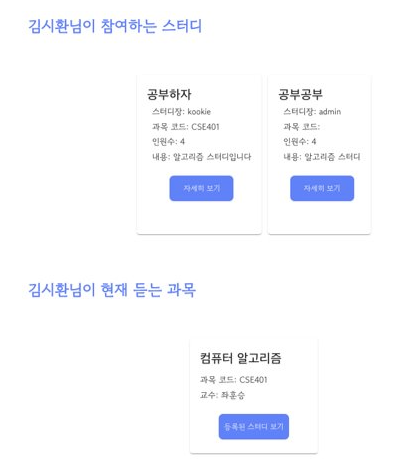 김시환님이 참여하는 스터디
공부하자
스터디장: kookie
과목 코드: CSE401
인원수: 4
내용: 알고리즘 스터디입니다
자세히 보기
공부공부
스터디장: admin
과목 코드:
인원수: 4
내용: 알고리즘 스터디
자세히 보기
김시환님이 현재 듣는 과목
컴퓨터 알고리즘
과목 코드: CSE401
교수: 좌훈승
등록된 스터디 보기